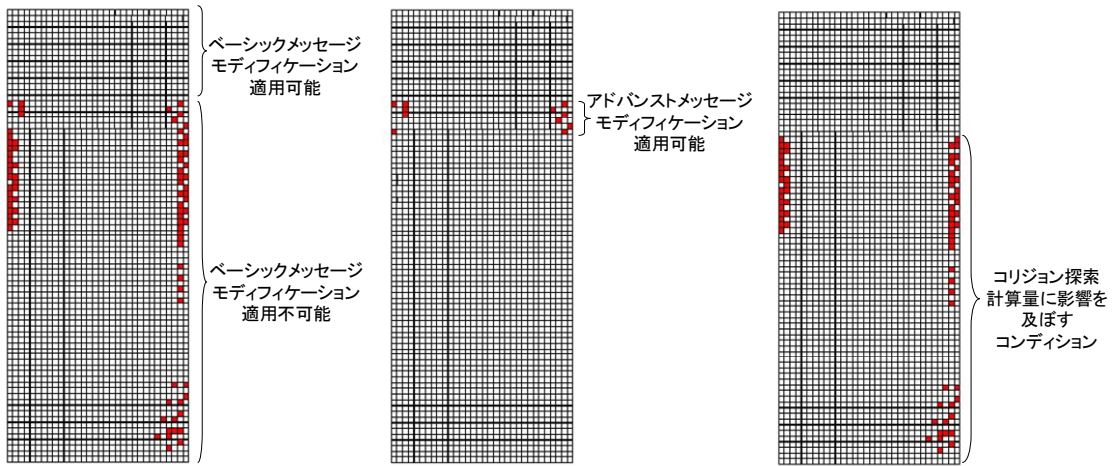 ベーシックメッセージ
モディフィケーション
適用可能
ベーシックメッセージ
モディフィケーション
適用不可能
アドバンストメッセージ
モディフィケーション
適用可能
コリジョン探索
計算量に影響を
及ぼす
コンディション